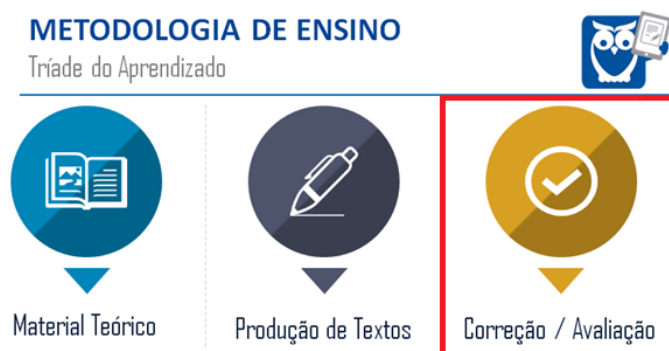 METODOLOGIA DE ENSINO
Tríade do Aprendizado
Material Teórico
Produção de Textos
Correção / Avaliação